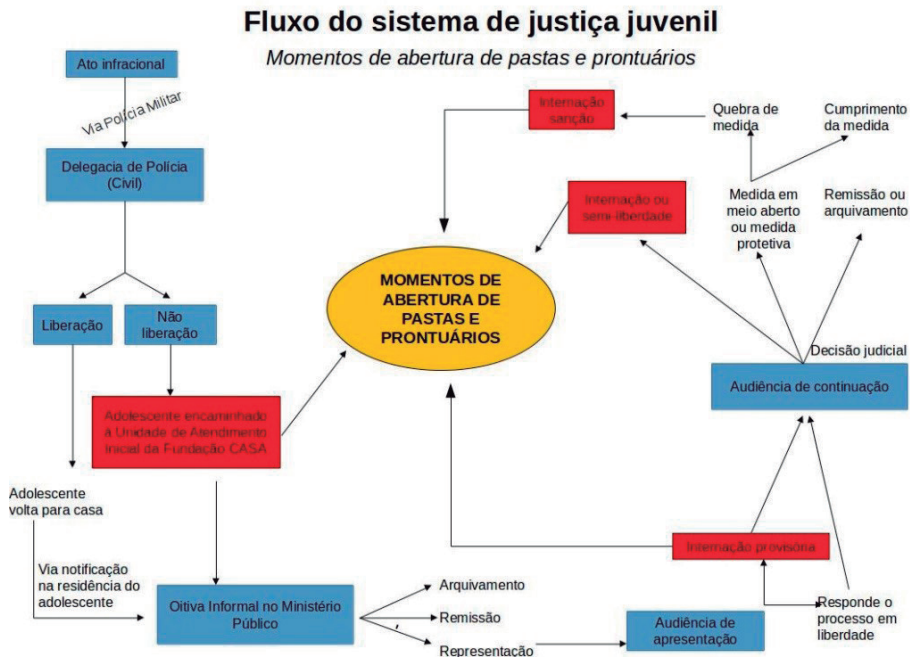 Fluxo do sistema de justiça juvenil
Momentos de abertura de pastas e prontuários
Ato infracional
Via Polícia Militar
Delegacia de Polícia
(Civil)
Liberação
Não
liberação
Adolescente encaminhado
à Unidade de Atendimento
Inicial da Fundação CASA
Adolescente
volta para casa
Via notificação
na residência do
adolescente
Oitiva Informal no Ministério
Público
Arquivamento
Remissão
Representação
Audiência de
apresentação
Responde o
processo em
liberdade
Internação provisória
Audiência de continuação
Decisão judicial
Internação ou
semi-liberdade
Medida em
meio aberto
ou medida
protetiva
Remissão ou
arquivamento
Quebra de
medida
Cumprimento
da medida
Internação
sanção
MOMENTOS DE
ABERTURA DE
PASTAS E
PRONTUÁRIOS